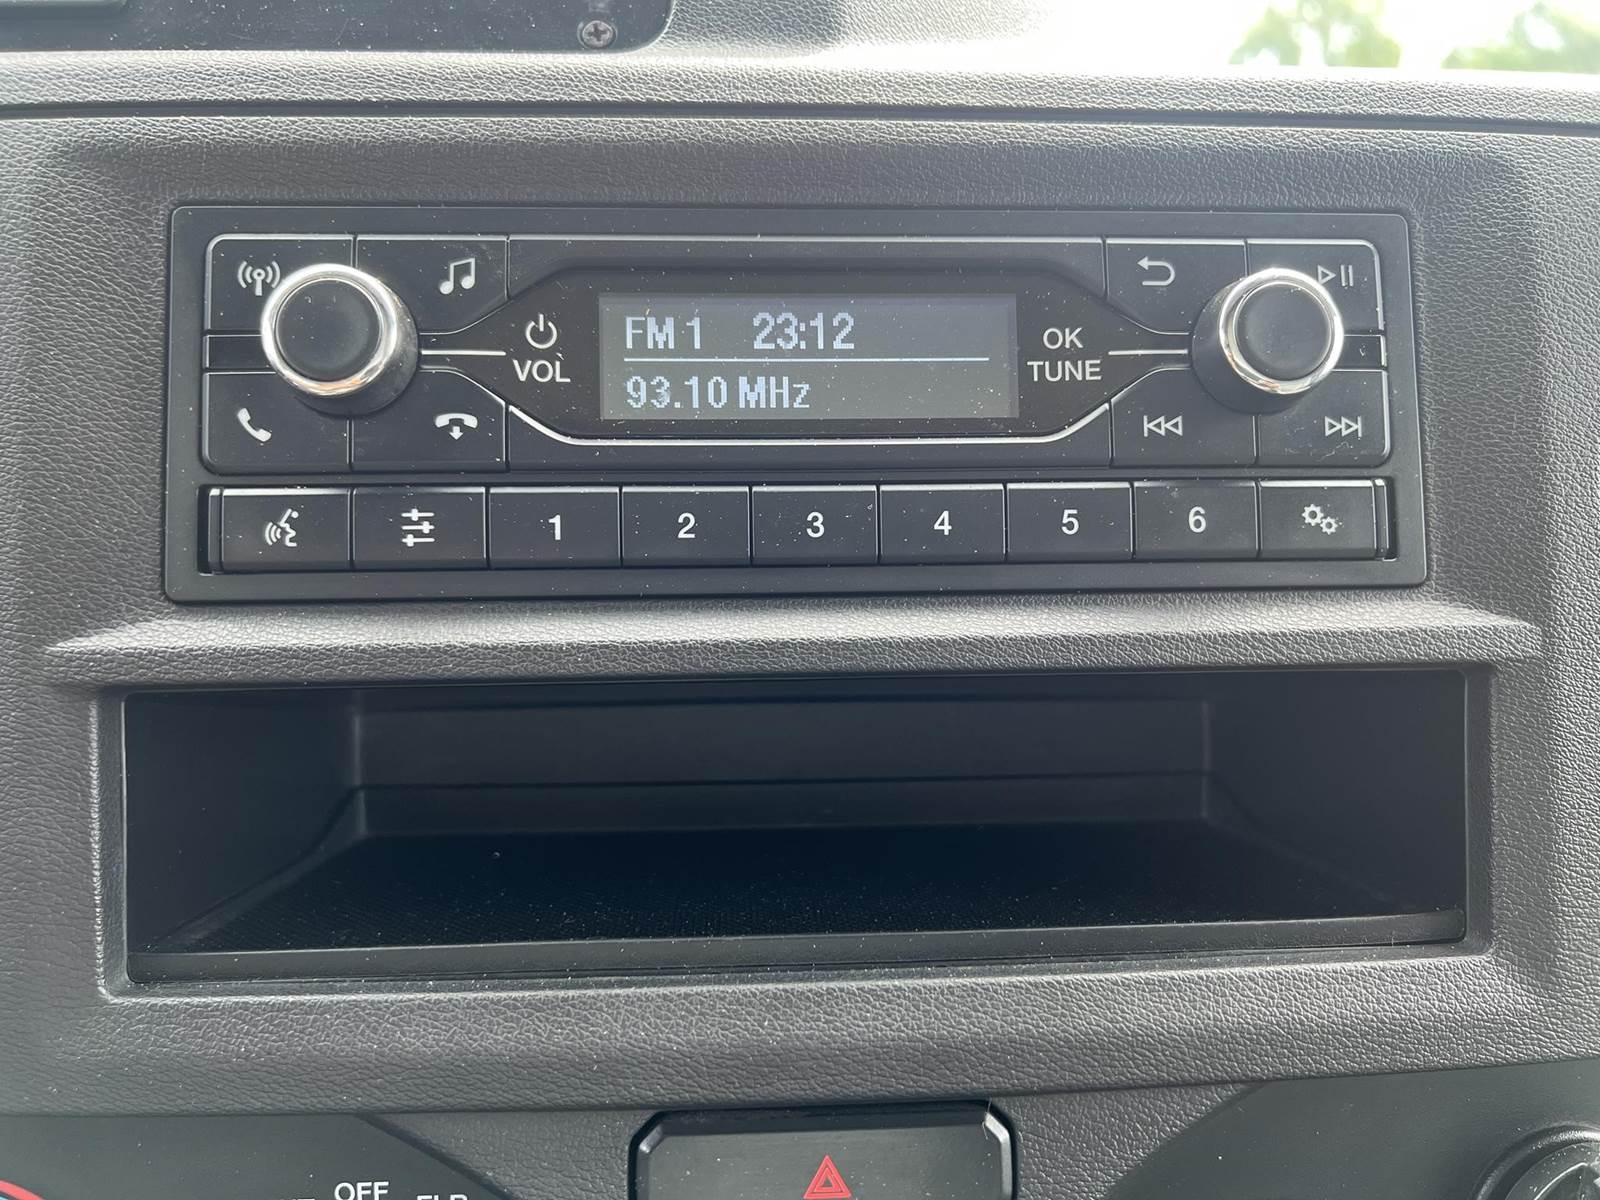 FM 1 23:12
93.10 MHz
VOL
OK
TUNE
1 2 3 4 5 6
OFF